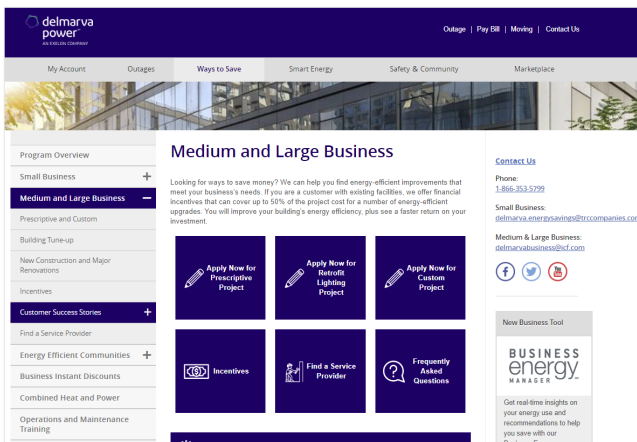 delmarva
power
AN EXELON COMPANY
Outage | Pay Bill | Moving | Contact Us
My Account Outages Ways to Save Smart Energy Safety & Community Marketplace
Program Overview
Small Business +
Medium and Large Business −
Prescriptive and Custom
Building Tune-up
New Construction and Major
Renovations
Incentives
Customer Success Stories +
Find a Service Provider
Energy Efficient Communities +
Business Instant Discounts
Combined Heat and Power
Operations and Maintenance
Training
Medium and Large Business
Looking for ways to save money? We can help you find energy-efficient improvements that
meet your business's needs. If you are a customer with existing facilities, we offer financial
incentives that can cover up to 50% of the project cost for a number of energy-efficient
upgrades. You will improve your building's energy efficiency, plus see a faster return on your
investment.
Apply Now for
Prescriptive
Project
Apply Now for
Retrofit
Lighting
Project
Apply Now for
Custom
Project
Incentives
Find a Service
Provider
Frequently
Asked
Questions
Contact Us
Phone:
1-866-353-5799
Small Business:
delmarva.energysavings@trccompanies.com
Medium & Large Business:
delmarvabusiness@icf.com
New Business Tool
BUSINESS
energy
MANAGER
Get real-time insights on
your energy use and
recommendations to help
you save with our